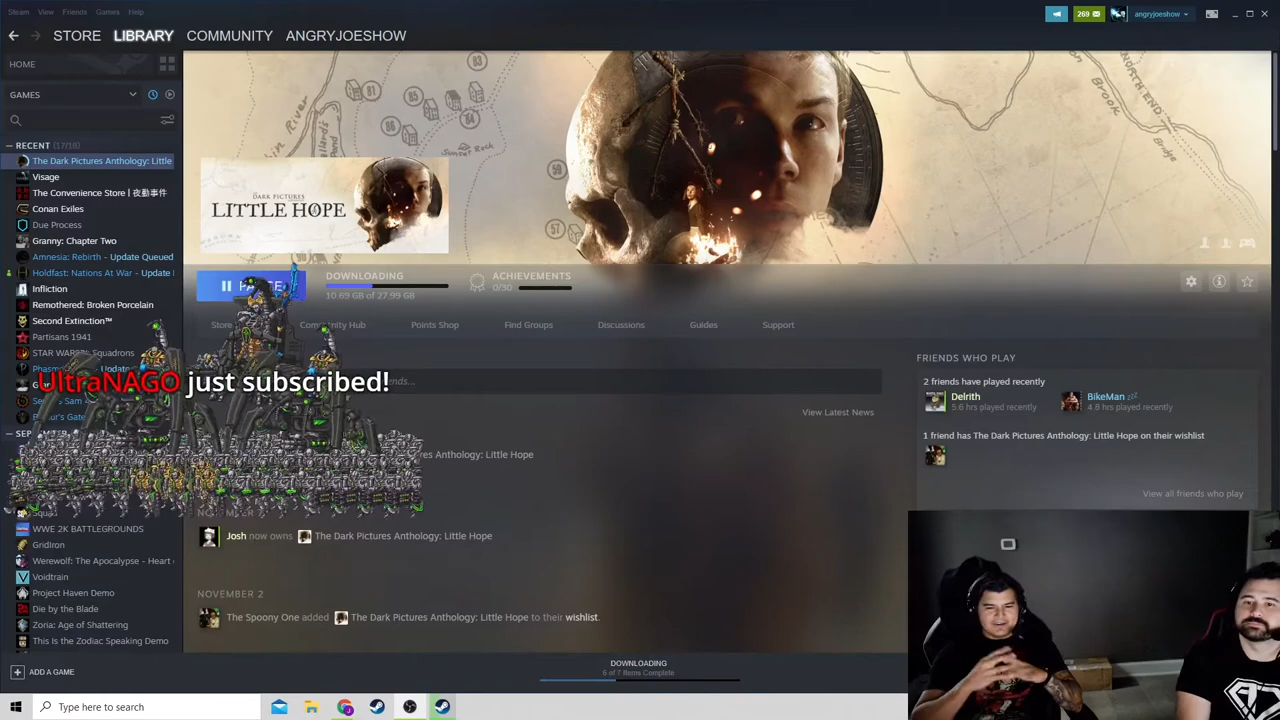 Steam View Friends Games Help
269 angryjoeshow
STORE LIBRARY COMMUNITY ANGRYJOESHOW
HOME
GAMES
RECENT (17/18)
The Dark Pictures Anthology: Little
Visage
The Convenience Store | 夜勤事件
Conan Exiles
Due Process
Granny: Chapter Two
Amnesia: Rebirth - Update Queued
Holdfast: Nations At War - Update
Infliction
Remothered: Broken Porcelain
Second Extinction™
Partisans 1941
STAR WARS Squadrons
WWE 2K BATTLEGROUNDS
GridIron
Werewolf: The Apocalypse - Heart
Voidtrain
Project Haven Demo
Die by the Blade
Zoria: Age of Shattering
This Is the Zodiac Speaking Demo
ADD A GAME
DARK PICTURES
LITTLE HOPE
DOWNLOADING
10.69 GB of 27.99 GB
ACHIEVEMENTS
0/30
Store Community Hub Points Shop Find Groups Discussions Guides Support
UltraNAGO just subscribed!
View Latest News
Anthology: Little Hope
Josh now owns The Dark Pictures Anthology: Little Hope
NOVEMBER 2
The Spoony One added The Dark Pictures Anthology: Little Hope to their wishlist.
FRIENDS WHO PLAY
2 friends have played recently
Delrith
5.6 hrs played recently
BikeMan zzz
4.8 hrs played recently
1 friend has The Dark Pictures Anthology: Little Hope on their wishlist
View all friends who play
DOWNLOADING
6 of 7 Items Complete
Type here to search